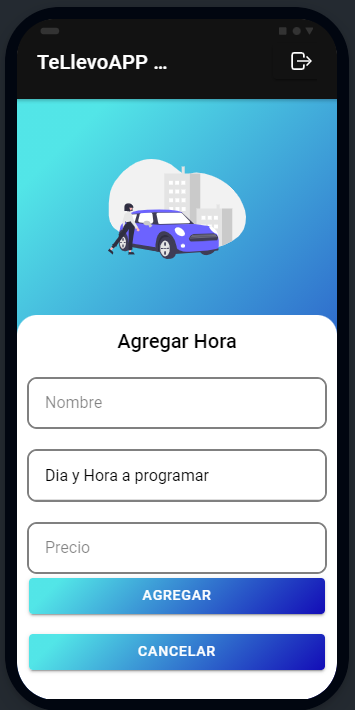 TeLlevoAPP ...
Agregar Hora
Nombre
Dia y Hora a programar
Precio
AGREGAR
CANCELAR